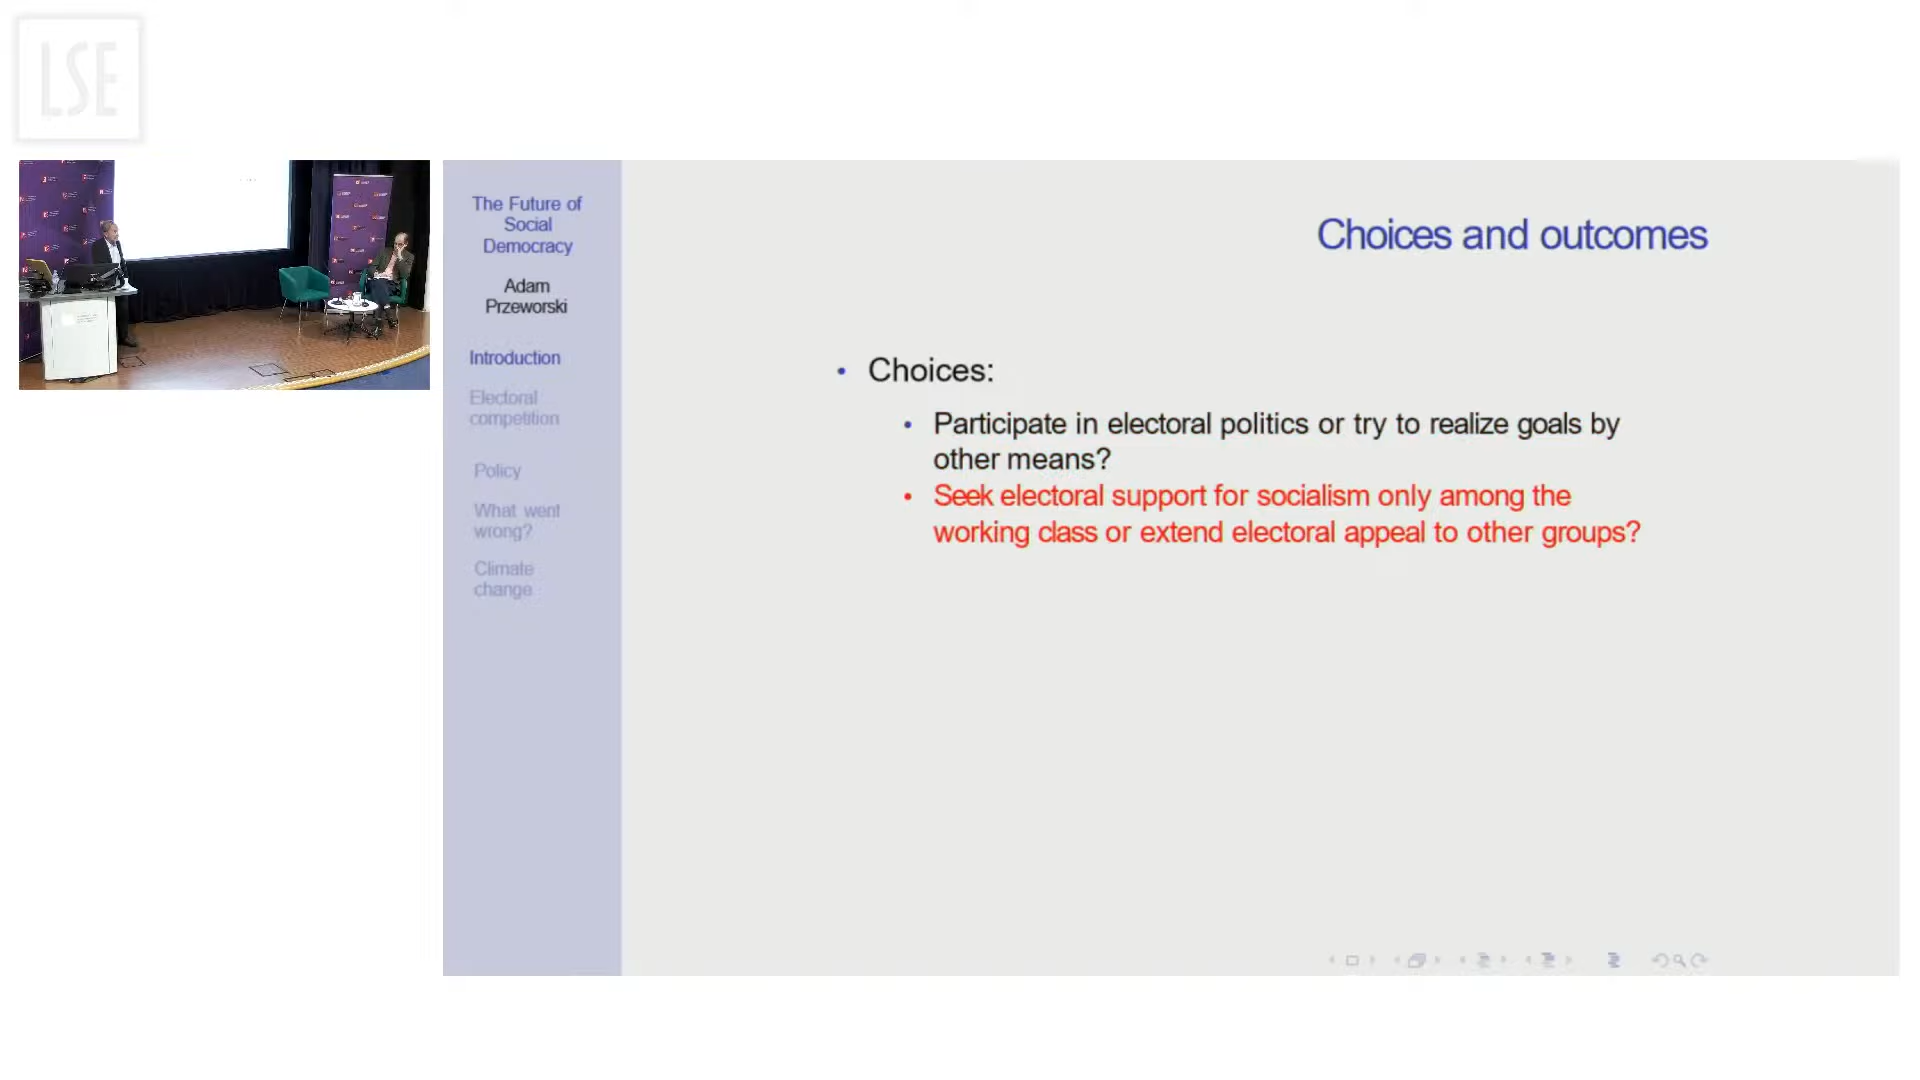 LSE
The Future of
Social
Democracy
Adam
Przeworski
Introduction
Electoral
competition
Policy
What went
wrong?
Climate
change
Choices and outcomes
Choices:
Participate in electoral politics or try to realize goals by
other means?
Seek electoral support for socialism only among the
working class or extend electoral appeal to other groups?